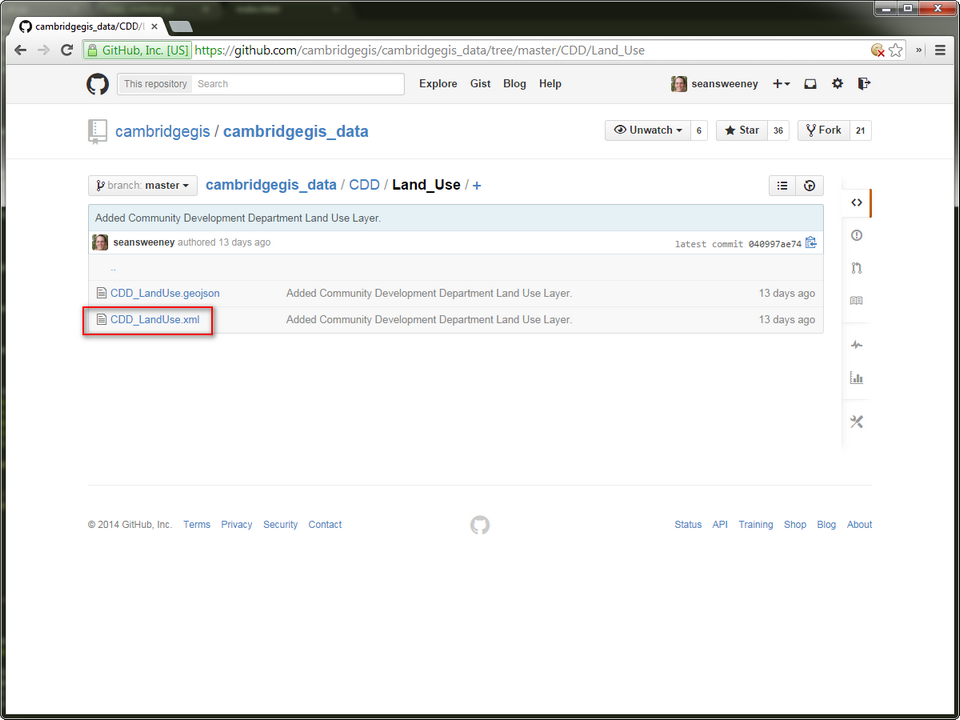 cambridgegis_data/CDD/
GitHub, Inc. [US] https://github.com/cambridgegis/cambridgegis_data/tree/master/CDD/Land_Use
This repository Search Explore Gist Blog Help seansweeney
cambridgegis / cambridgegis_data Unwatch 6 Star 36 Fork 21
branch: master cambridgegis_data / CDD / Land_Use / +
Added Community Development Department Land Use Layer.
seansweeney authored 13 days ago latest commit 040997ae74
..
CDD_LandUse.geojson Added Community Development Department Land Use Layer. 13 days ago
CDD_LandUse.xml Added Community Development Department Land Use Layer. 13 days ago
© 2014 GitHub, Inc. Terms Privacy Security Contact Status API Training Shop Blog About